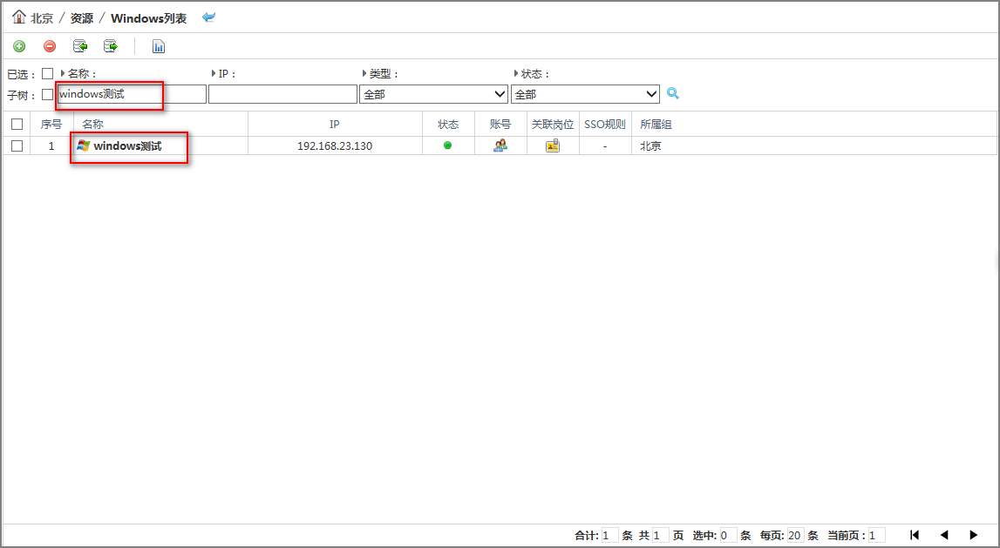 北京 / 资源 / Windows列表
已选： 名称： IP： 类型： 状态：
子树： windows测试 全部 全部
序号 名称 IP 状态 账号 关联岗位 SSO规则 所属组
1 windows测试 192.168.23.130 - 北京
合计: 1 条 共 1 页 选中: 0 条 每页: 20 条 当前页 : 1